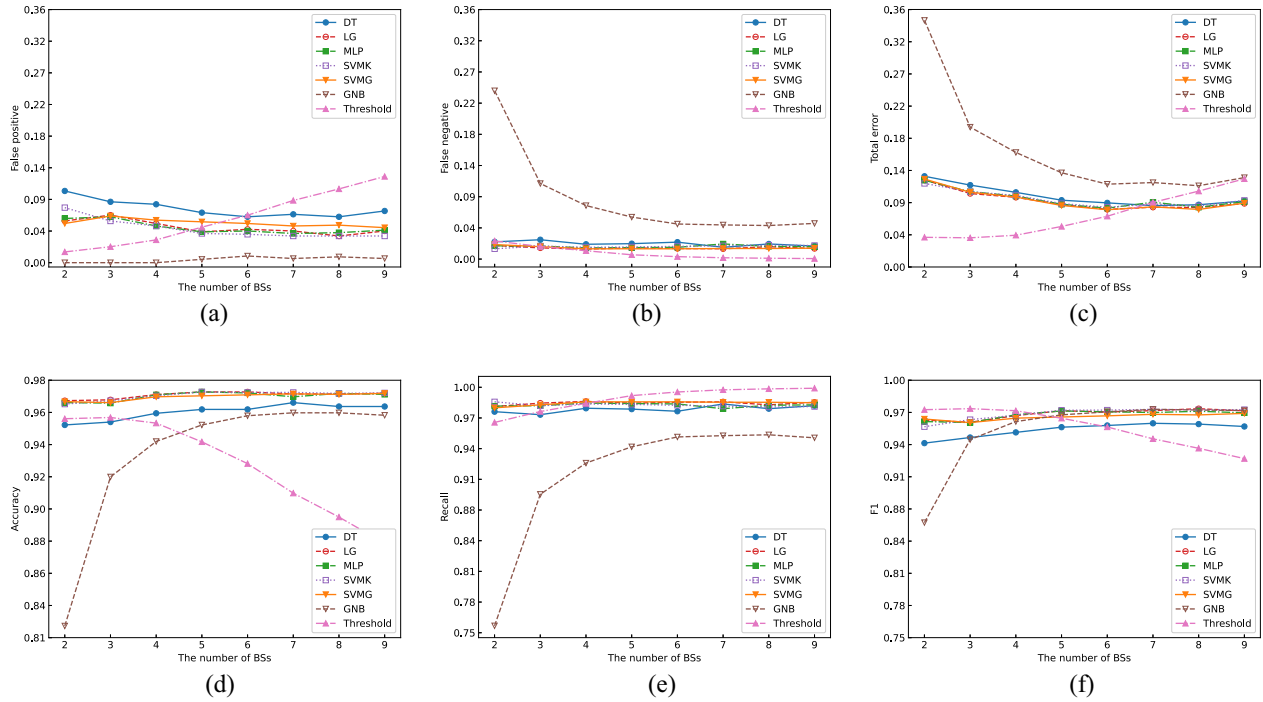 0.36
0.32
0.27
0.22
0.18
0.14
0.09
0.04
0.00
False positive
DT
LG
MLP
SVMK
SVMG
GNB
Threshold
2 3 4 5 6 7 8 9
The number of BSs
(a)
0.36
0.32
0.27
0.22
0.18
0.14
0.09
0.04
0.00
False negative
DT
LG
MLP
SVMK
SVMG
GNB
Threshold
2 3 4 5 6 7 8 9
The number of BSs
(b)
0.36
0.32
0.27
0.22
0.18
0.14
0.09
0.04
0.00
Total error
DT
LG
MLP
SVMK
SVMG
GNB
Threshold
2 3 4 5 6 7 8 9
The number of BSs
(c)
0.98
0.96
0.94
0.92
0.90
0.88
0.86
0.84
0.81
Accuracy
DT
LG
MLP
SVMK
SVMG
GNB
Threshold
2 3 4 5 6 7 8 9
The number of BSs
(d)
1.00
0.97
0.94
0.91
0.88
0.84
0.81
0.78
0.75
Recall
DT
LG
MLP
SVMK
SVMG
GNB
Threshold
2 3 4 5 6 7 8 9
The number of BSs
(e)
1.00
0.97
0.94
0.91
0.88
0.84
0.81
0.78
0.75
F1
DT
LG
MLP
SVMK
SVMG
GNB
Threshold
2 3 4 5 6 7 8 9
The number of BSs
(f)